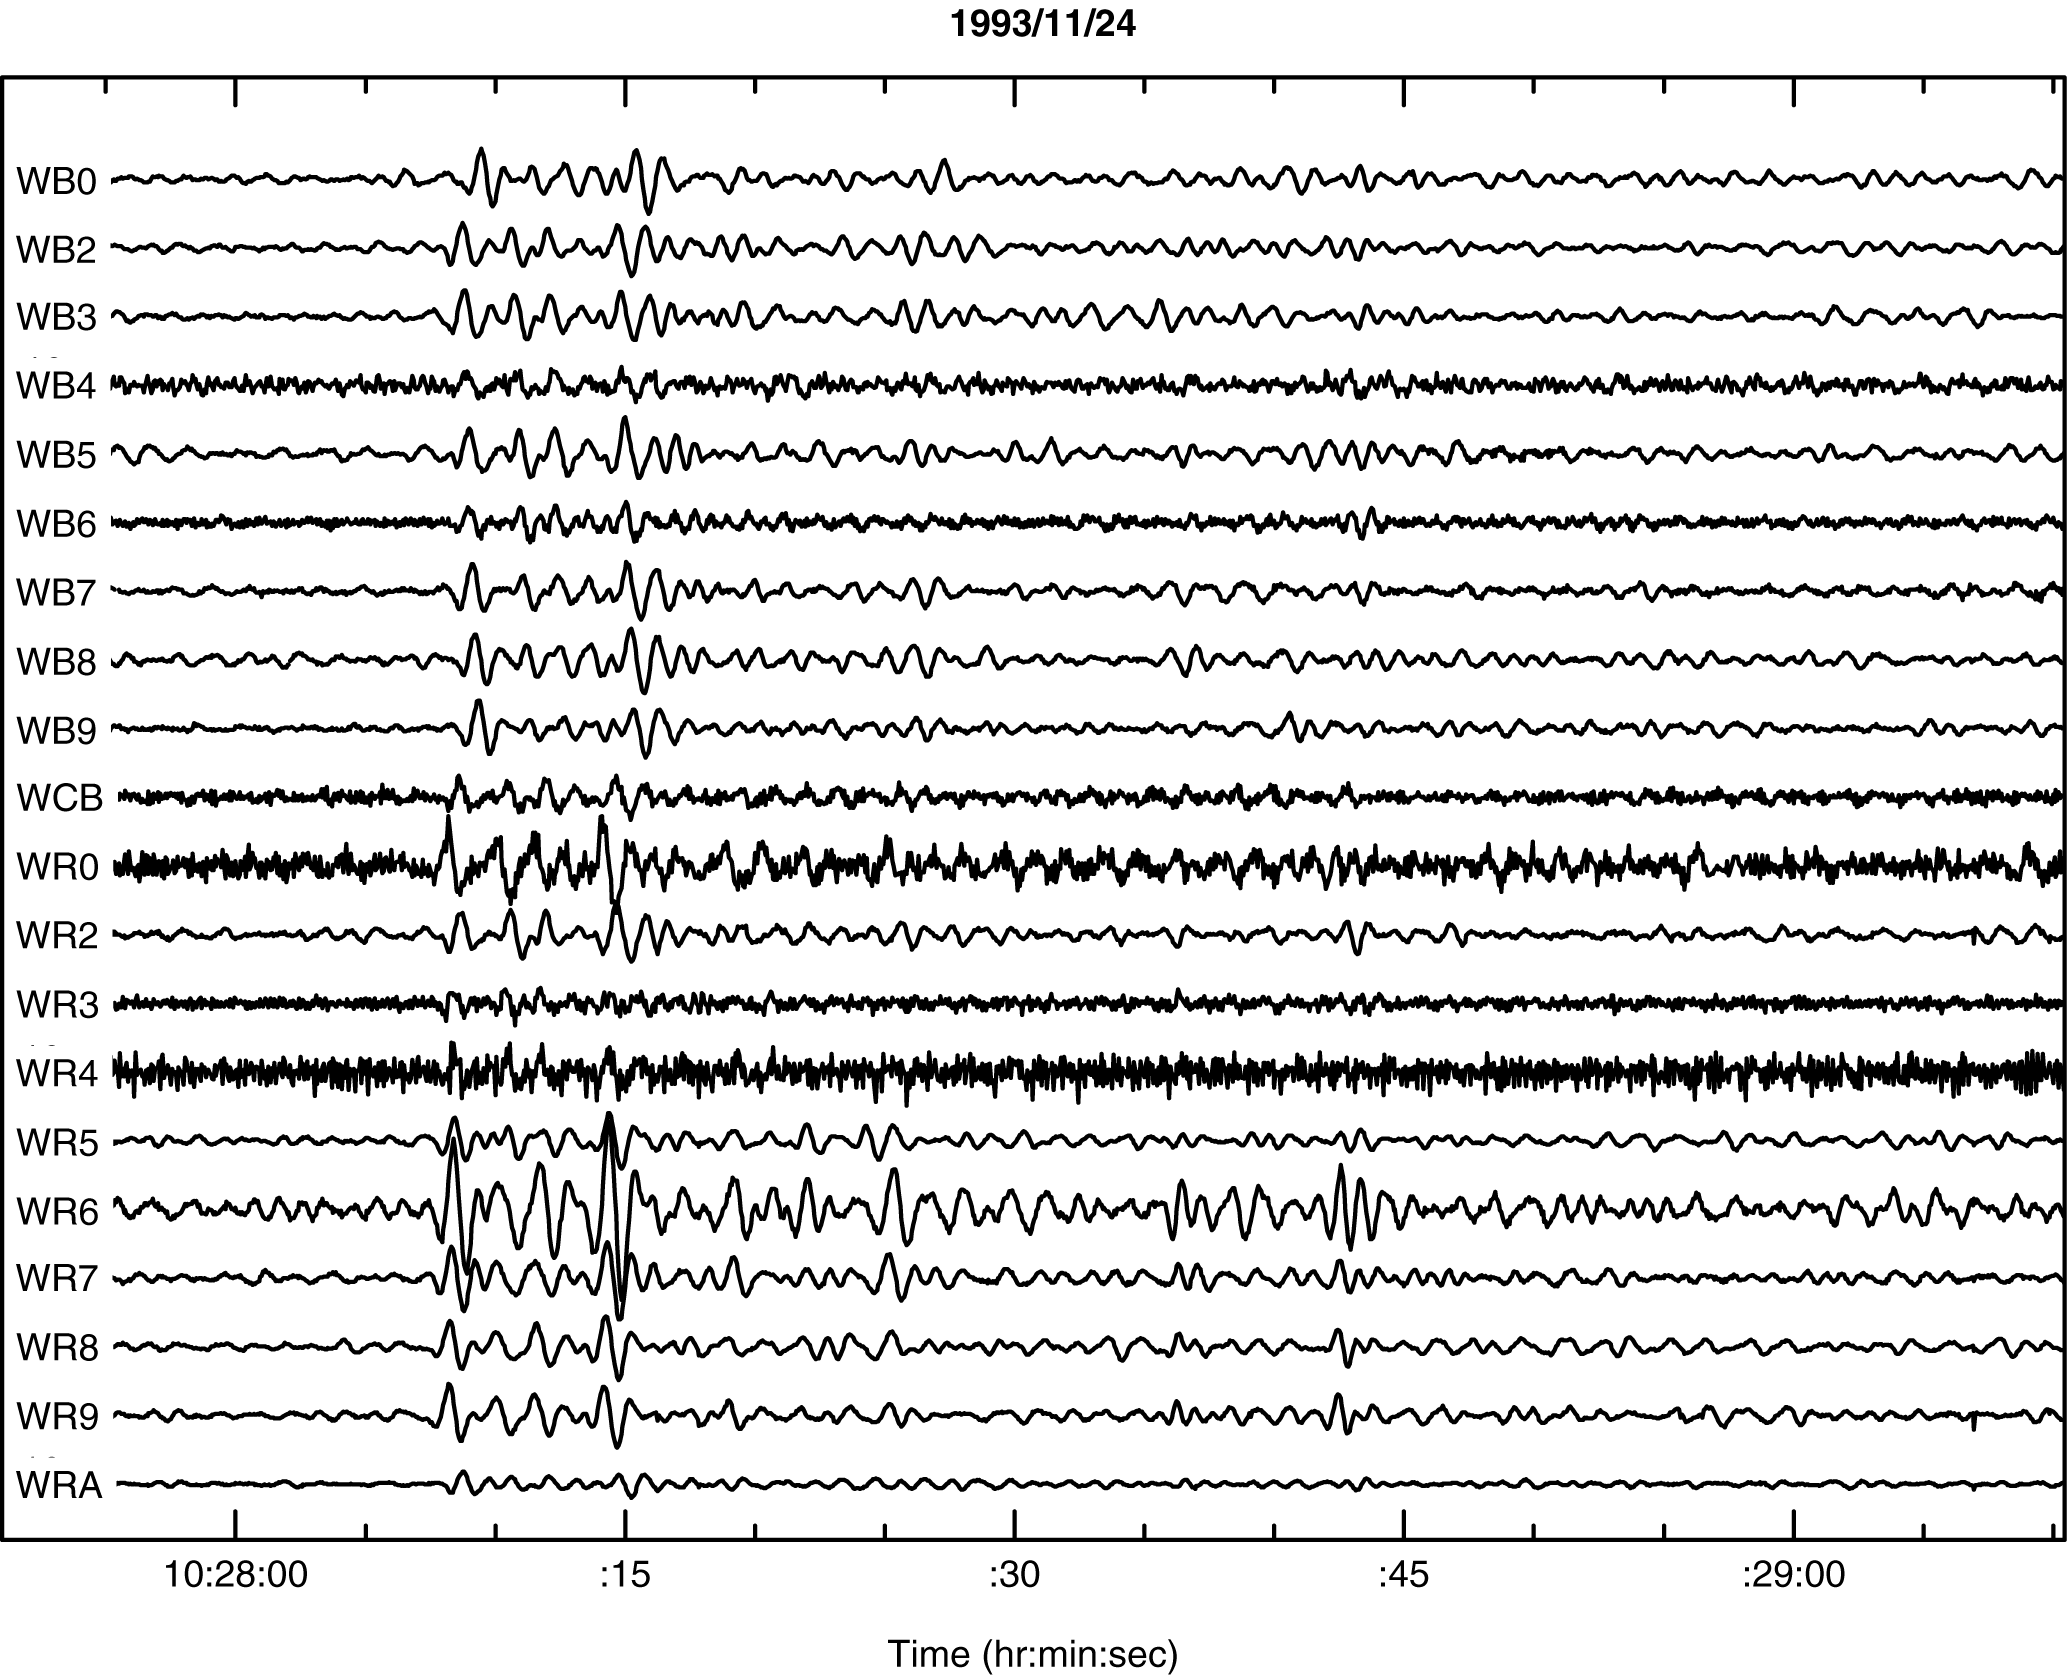 1993/11/24
WB0
WB2
WB3
WB4
WB5
WB6
WB7
WB8
WB9
WCB
WR0
WR2
WR3
WR4
WR5
WR6
WR7
WR8
WR9
WRA
10:28:00 :15 :30 :45 :29:00
Time (hr:min:sec)